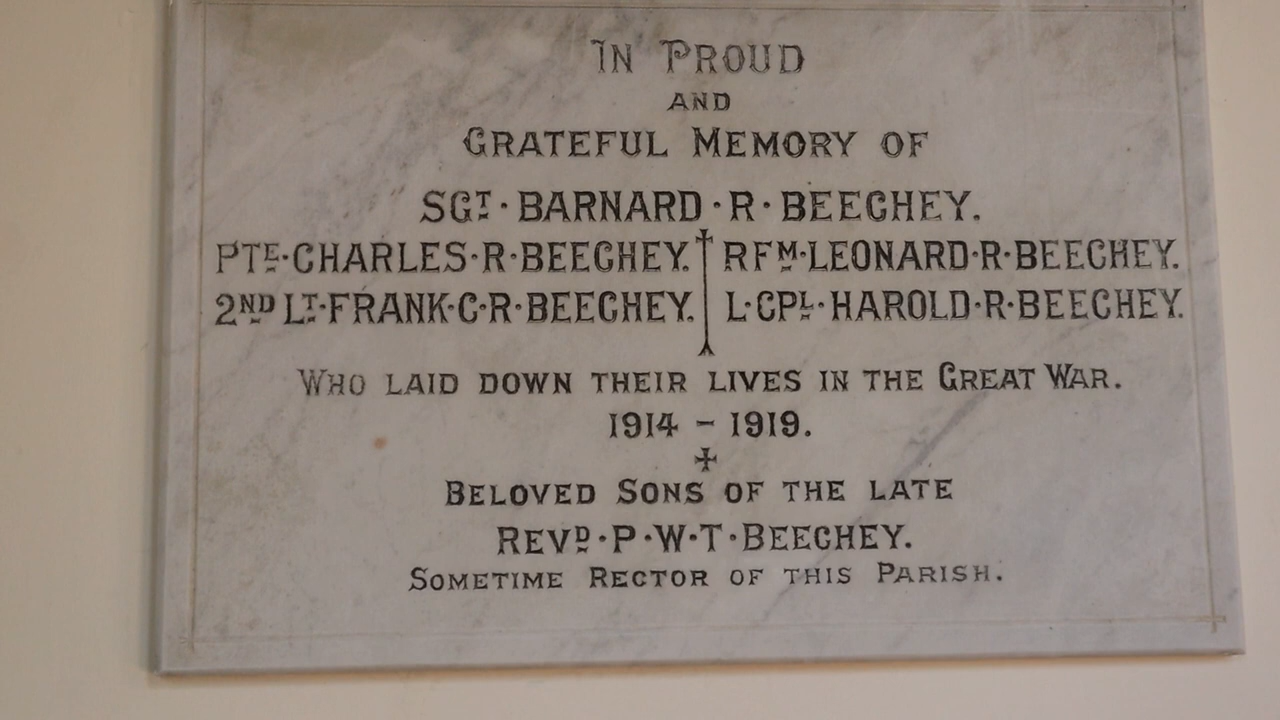 IN PROUD
AND
GRATEFUL MEMORY OF
SGT · BARNARD · R · BEECHEY.
PTE · CHARLES · R · BEECHEY. RFM · LEONARD · R · BEECHEY.
2ND LT · FRANK · C · R · BEECHEY. L · CPL · HAROLD · R · BEECHEY.
WHO LAID DOWN THEIR LIVES IN THE GREAT WAR.
1914 – 1919.
BELOVED SONS OF THE LATE
REVD · P · W · T · BEECHEY.
SOMETIME RECTOR OF THIS PARISH.